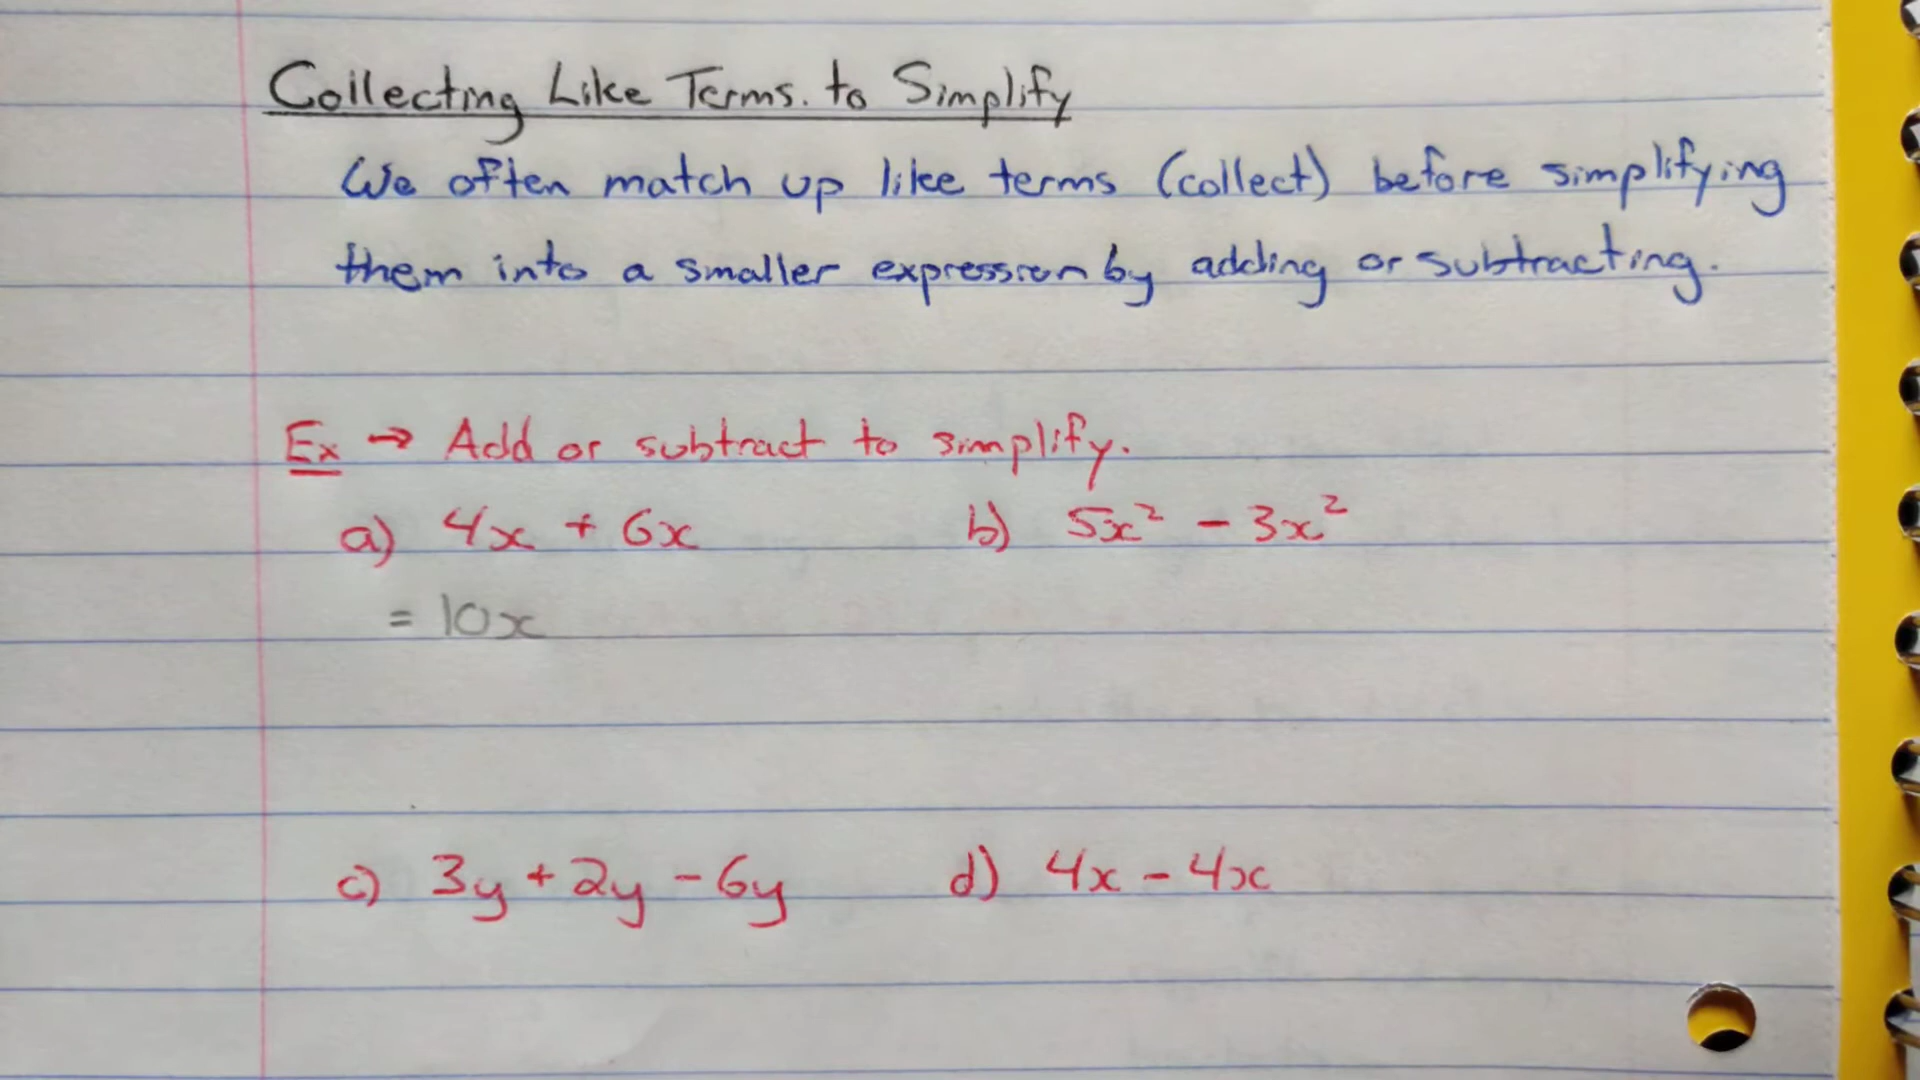 Collecting Like Terms. to Simplify
We often match up like terms (collect) before simplifying
them into a smaller expression by adding or subtracting.
Ex → Add or subtract to simplify.
a) 4x + 6x b) 5x² - 3x²
= 10x
c) 3y + 2y - 6y d) 4x - 4x